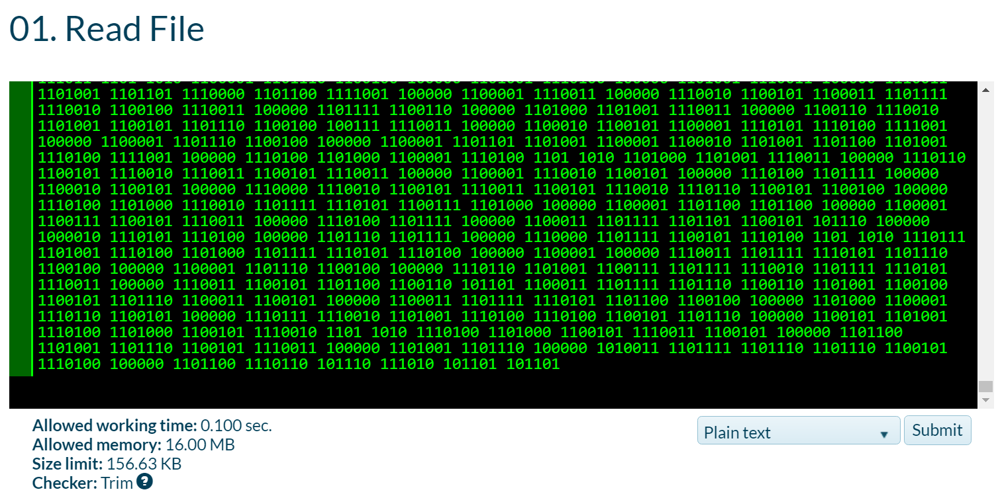 01. Read File
1101001 1101101 1110000 1101100 1111001 100000 1100001 1110011 100000 1110010 1100101 1100011 1101111
1110010 1100100 1110011 100000 1101111 1100110 100000 1101000 1101001 1110011 100000 1100110 1110010
1101001 1100101 1101110 1100100 100111 1110011 100000 1100010 1100101 1100001 1110101 1110100 1111001
100000 1100001 1101110 1100100 100000 1100001 1101101 1101001 1100001 1100010 1101001 1101100 1101001
1110100 1111001 100000 1110100 1101000 1100001 1110100 1101 1010 1101000 1101001 1110011 100000 1110110
1100101 1110010 1110011 1100101 1110011 100000 1100001 1110010 1100101 100000 1110100 1101111 100000
1100010 1100101 100000 1110000 1110010 1100101 1110011 1100101 1110010 1110110 1100101 1100100 100000
1110100 1101000 1110010 1101111 1110101 1100111 1101000 100000 1100001 1101100 1101100 100000 1100001
1100111 1100101 1110011 100000 1110100 1101111 100000 1100011 1101111 1101101 1100101 101110 100000
1000010 1110101 1110100 100000 1101110 1101111 100000 1110000 1101111 1100101 1110100 1101 1010 1110111
1101001 1110100 1101000 1101111 1110101 1110100 100000 1100001 100000 1110011 1101111 1110101 1101110
1100100 100000 1100001 1101110 1100100 100000 1110110 1101001 1100111 1101111 1110010 1101111 1110101
1110011 100000 1110011 1100101 1101100 1100110 101101 1100011 1101111 1101110 1100110 1101001 1100100
1100101 1101110 1100011 1100101 100000 1100011 1101111 1110101 1101100 1100100 100000 1101000 1100001
1110110 1100101 100000 1110111 1110010 1101001 1110100 1110100 1100101 1101110 100000 1100101 1101001
1110100 1101000 1100101 1110010 1101 1010 1110100 1101000 1100101 1110011 1100101 100000 1101100
1101001 1101110 1100101 1110011 100000 1101001 1101110 100000 1010011 1101111 1101110 1101110 1100101
1110100 100000 1101100 1110110 101110 111010 101101 101101
Allowed working time: 0.100 sec.
Allowed memory: 16.00 MB
Size limit: 156.63 KB
Checker: Trim ?
Plain text
Submit